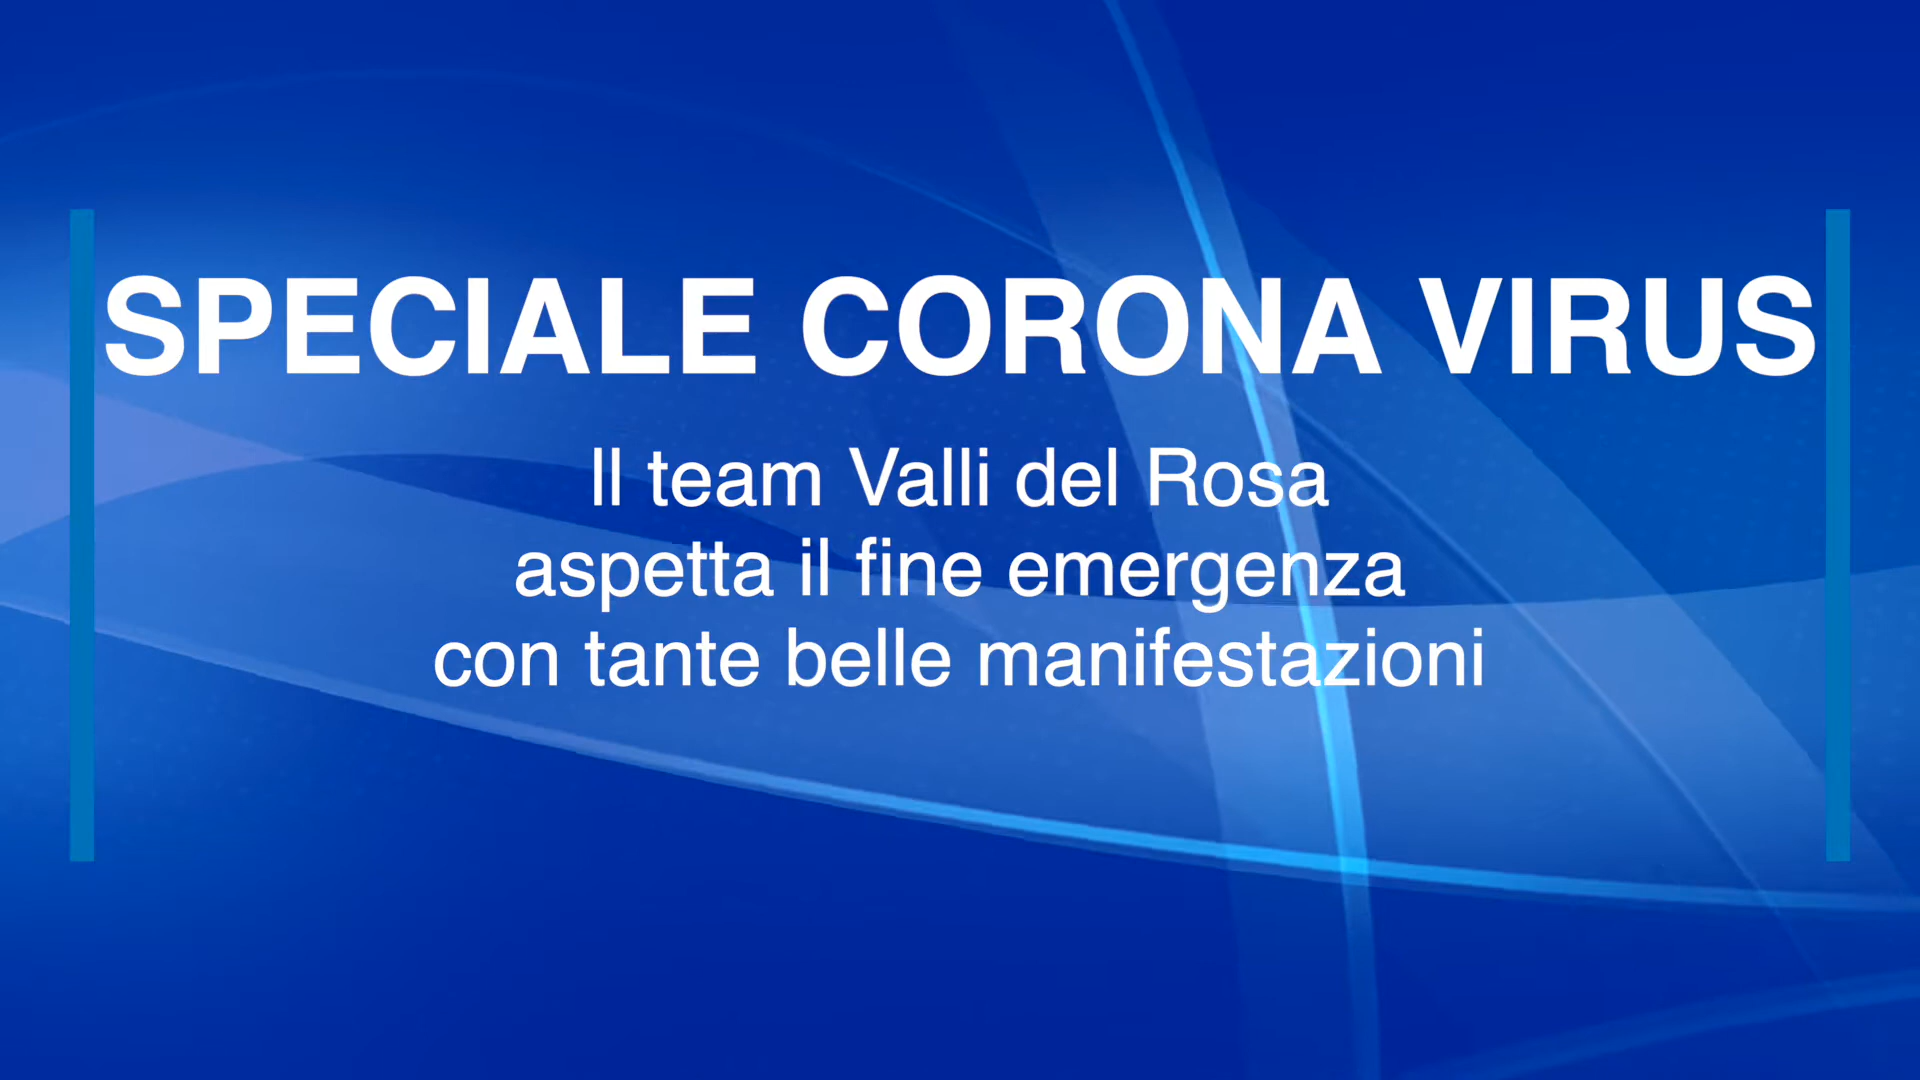 SPECIALE CORONA VIRUS
Il team Valli del Rosa
aspetta il fine emergenza
con tante belle manifestazioni